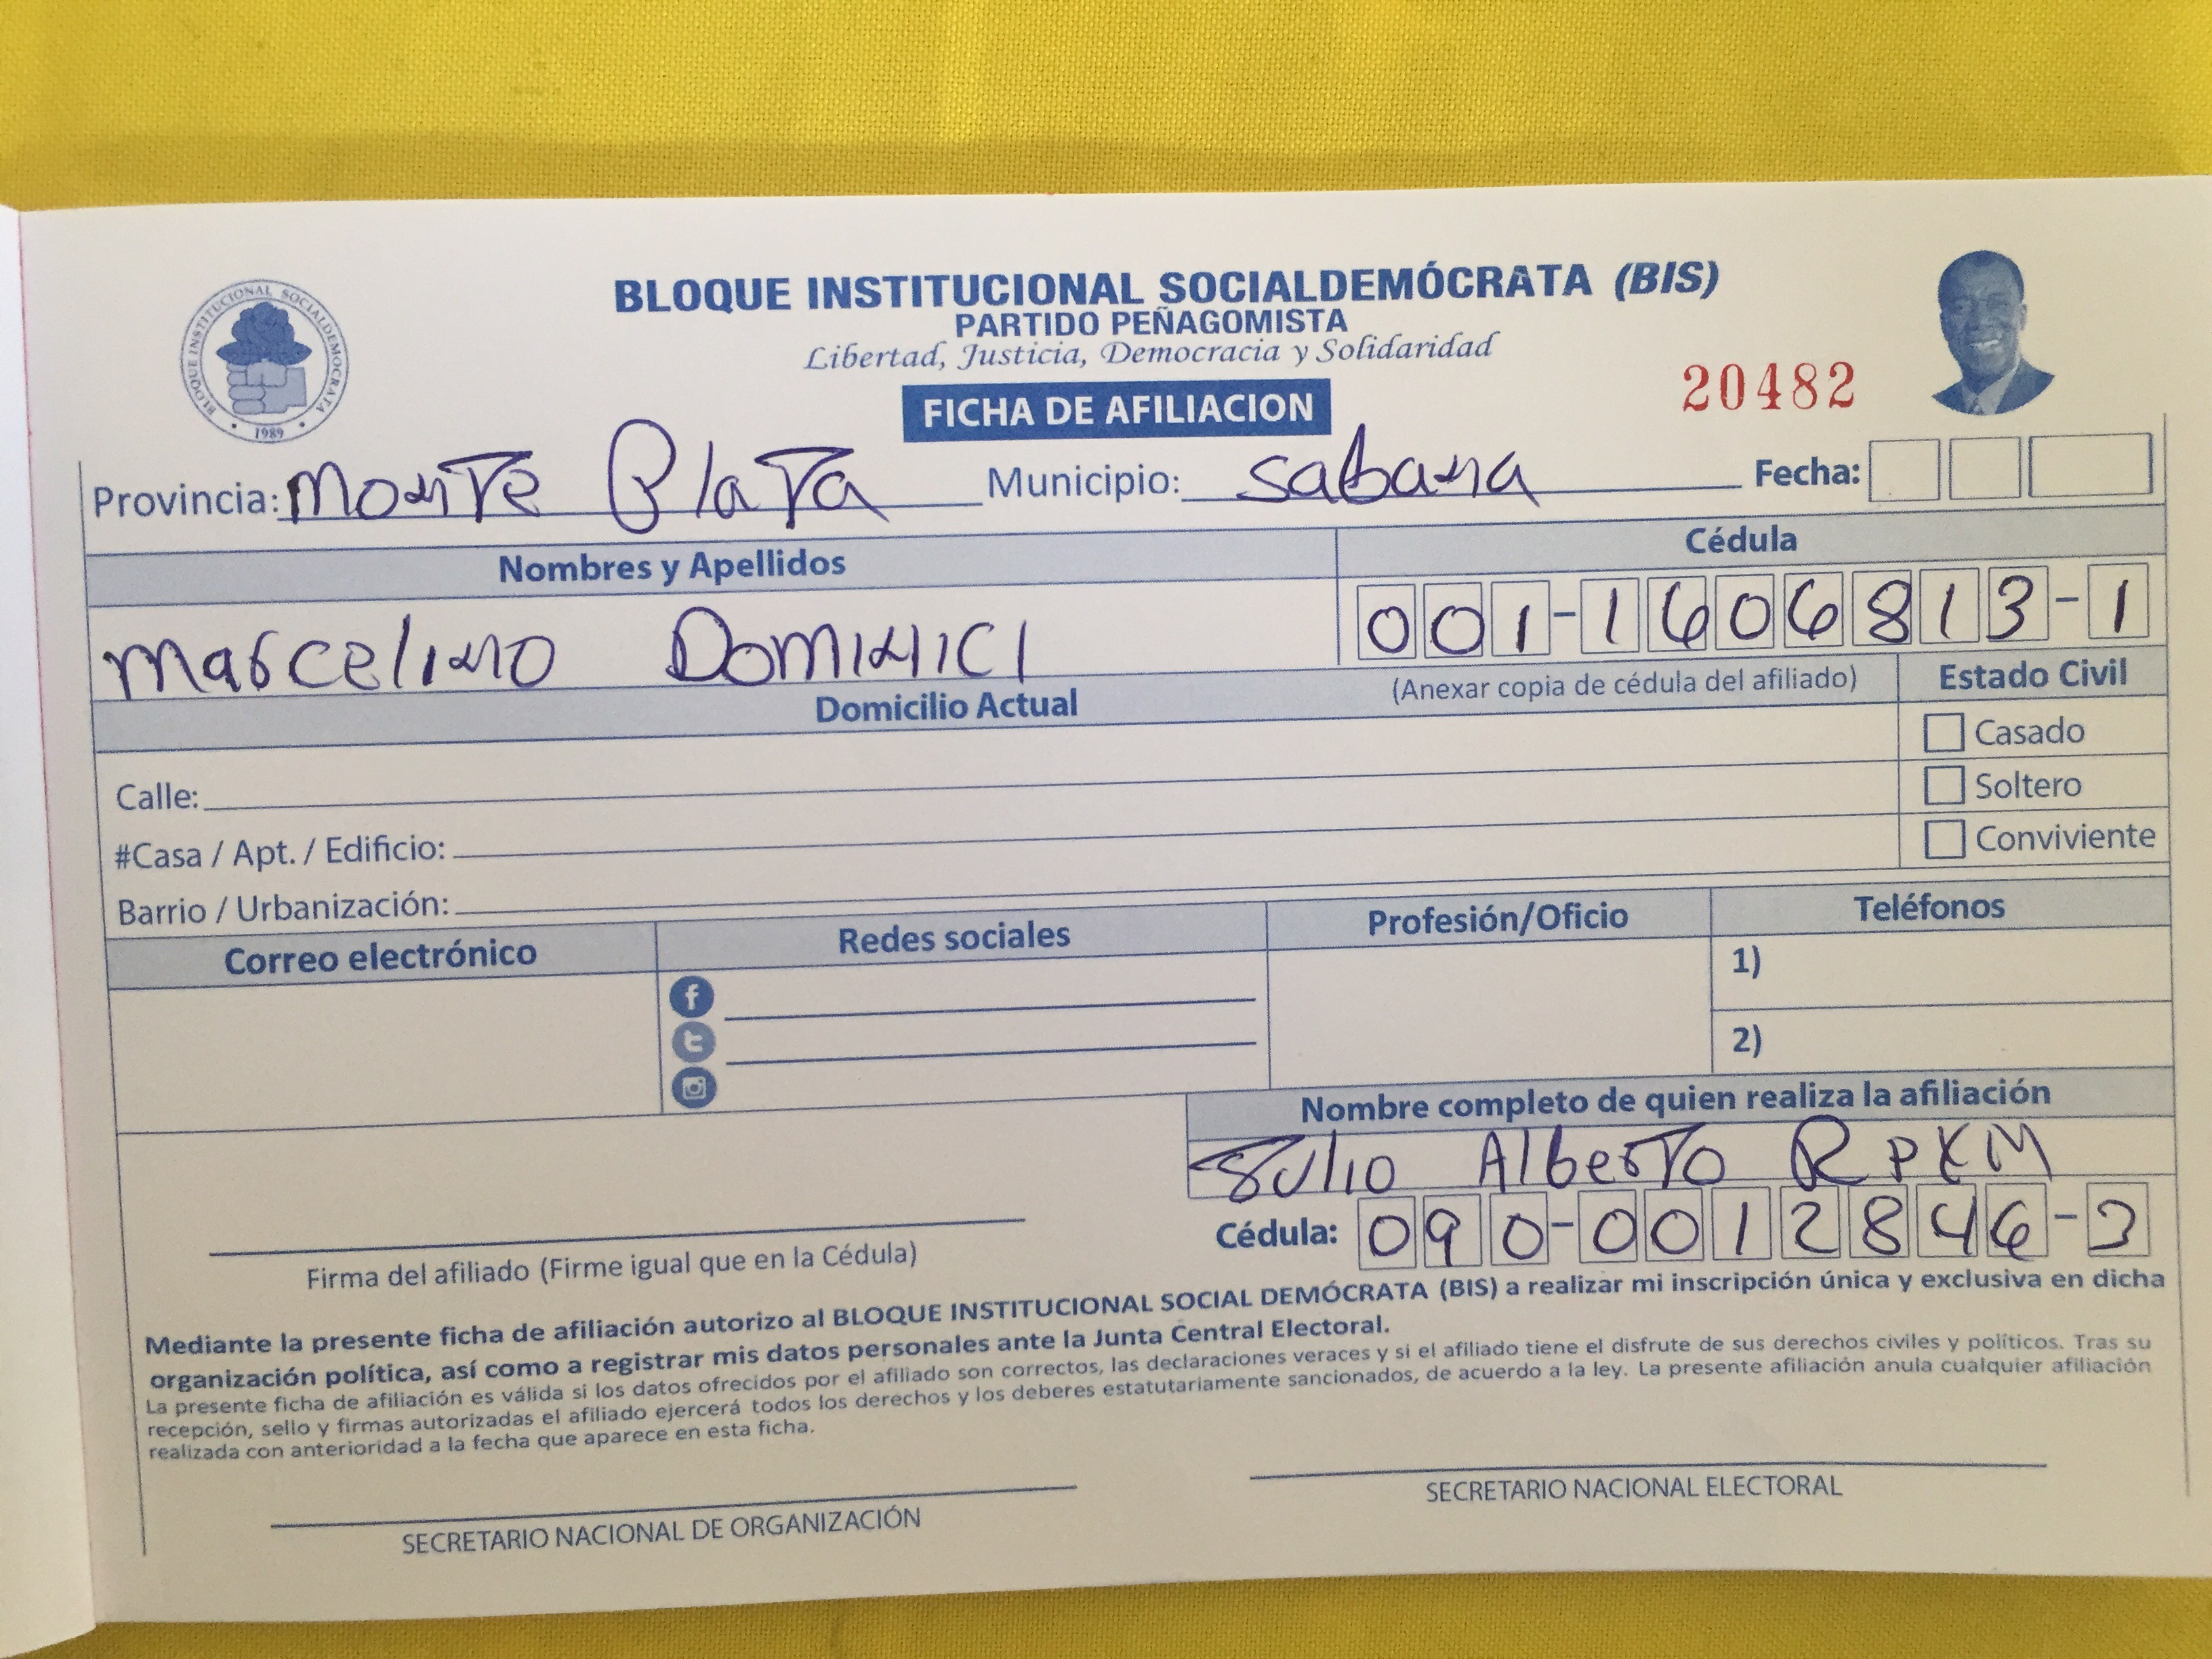 BLOQUE INSTITUCIONAL SOCIALDEMÓCRATA (BIS)
PARTIDO PEÑAGOMISTA
Libertad, Justicia, Democracia y Solidaridad
BLOQUE INSTITUCIONAL SOCIALDEMOCRATA
1989
20482
FICHA DE AFILIACION
Provincia: Monte Plata Municipio: Sabana Fecha:
Nombres y Apellidos Cédula
Marcelino Dominici 001-1606813-1
(Anexar copia de cédula del afiliado)
Domicilio Actual Estado Civil
Casado
Calle: Soltero
#Casa / Apt. / Edificio: Conviviente
Barrio / Urbanización:
Correo electrónico Redes sociales Profesión/Oficio Teléfonos
1)
2)
Nombre completo de quien realiza la afiliación
Julio Alberto
Cédula: 090-0012846-
Firma del afiliado (Firme igual que en la Cédula)
Mediante la presente ficha de afiliación autorizo al BLOQUE INSTITUCIONAL SOCIAL DEMÓCRATA (BIS) a realizar mi inscripción única y exclusiva en dicha
organización política, así como a registrar mis datos personales ante la Junta Central Electoral.
La presente ficha de afiliación es válida si los datos ofrecidos por el afiliado son correctos, las declaraciones veraces y si el afiliado tiene el disfrute de sus derechos civiles y políticos. Tras su
recepción, sello y firmas autorizadas el afiliado ejercerá todos los derechos y los deberes estatutariamente sancionados, de acuerdo a la ley. La presente afiliación anula cualquier afiliación
realizada con anterioridad a la fecha que aparece en esta ficha.
SECRETARIO NACIONAL DE ORGANIZACIÓN SECRETARIO NACIONAL ELECTORAL